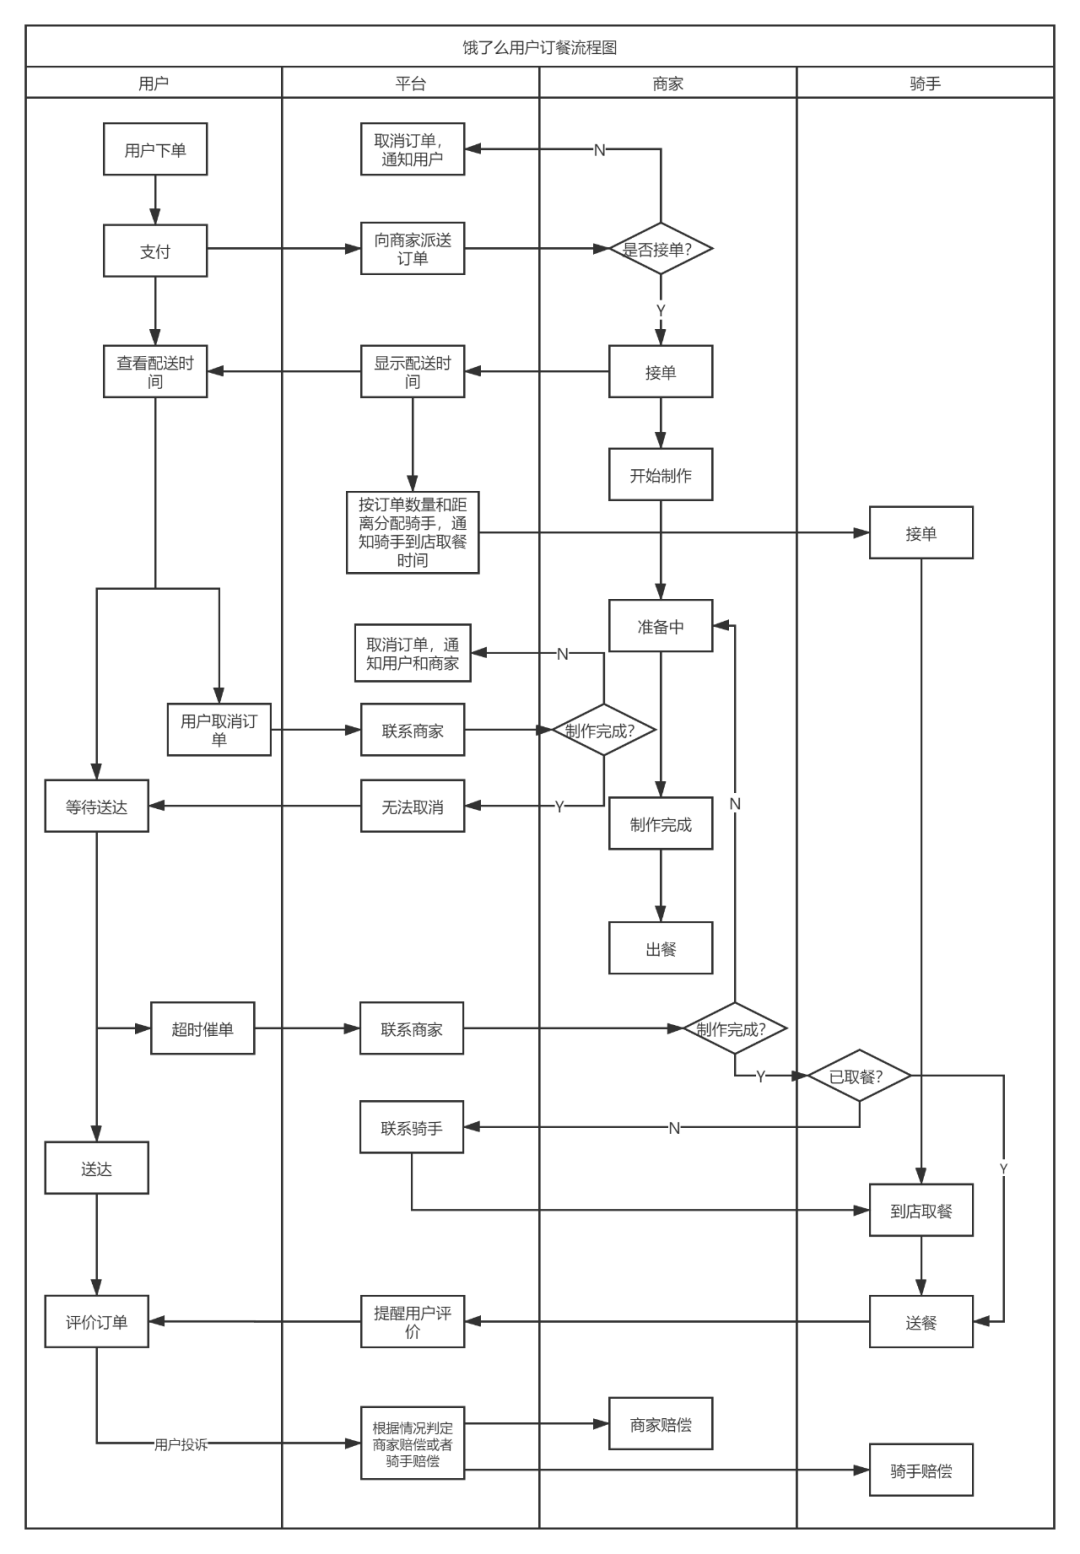 饿了么用户订餐流程图
用户
平台
商家
骑手
用户下单
取消订单，
通知用户
N
支付
向商家派送
订单
是否接单?
Y
查看配送时
间
显示配送时
间
接单
开始制作
按订单数量和距
离分配骑手，通
知骑手到店取餐
时间
接单
准备中
取消订单，通
知用户和商家
N
用户取消订
单
联系商家
制作完成?
等待送达
无法取消
Y
制作完成
N
出餐
超时催单
联系商家
制作完成?
Y
已取餐?
联系骑手
N
送达
Y
到店取餐
评价订单
提醒用户评
价
送餐
用户投诉
根据情况判定
商家赔偿或者
骑手赔偿
商家赔偿
骑手赔偿